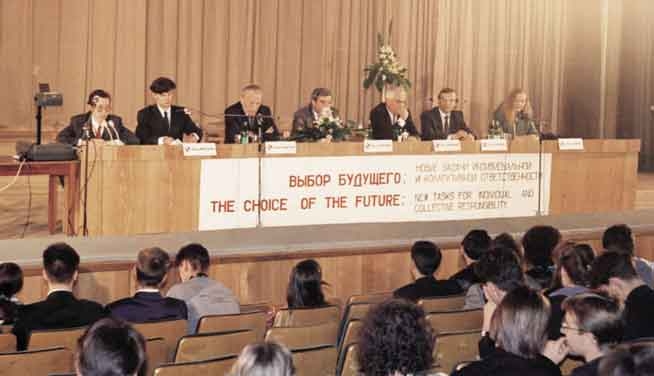 ВЫБОР БУДУЩЕГО:
НОВЫЕ ЗАДАЧИ ИНДИВИДУАЛЬНОЙ
И КОЛЛЕКТИВНОЙ ОТВЕТСТВЕННОСТИ
THE CHOICE OF THE FUTURE:
NEW TASKS FOR INDIVIDUAL AND
COLLECTIVE RESPONSIBILITY